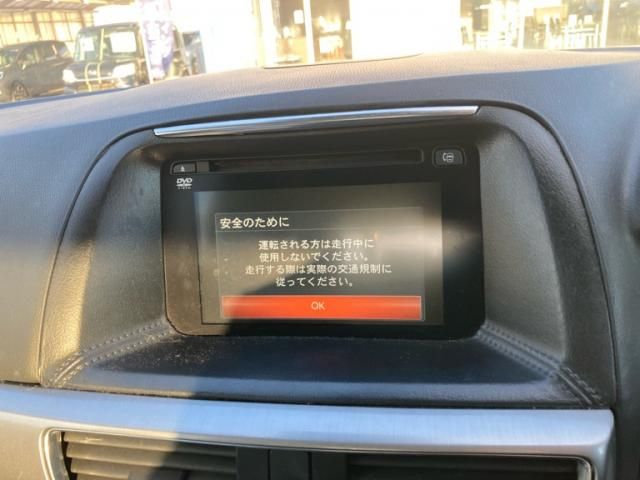 DVD
安全のために
運転される方は走行中に
使用しないでください。
走行する際は実際の交通規制に
従ってください。
OK